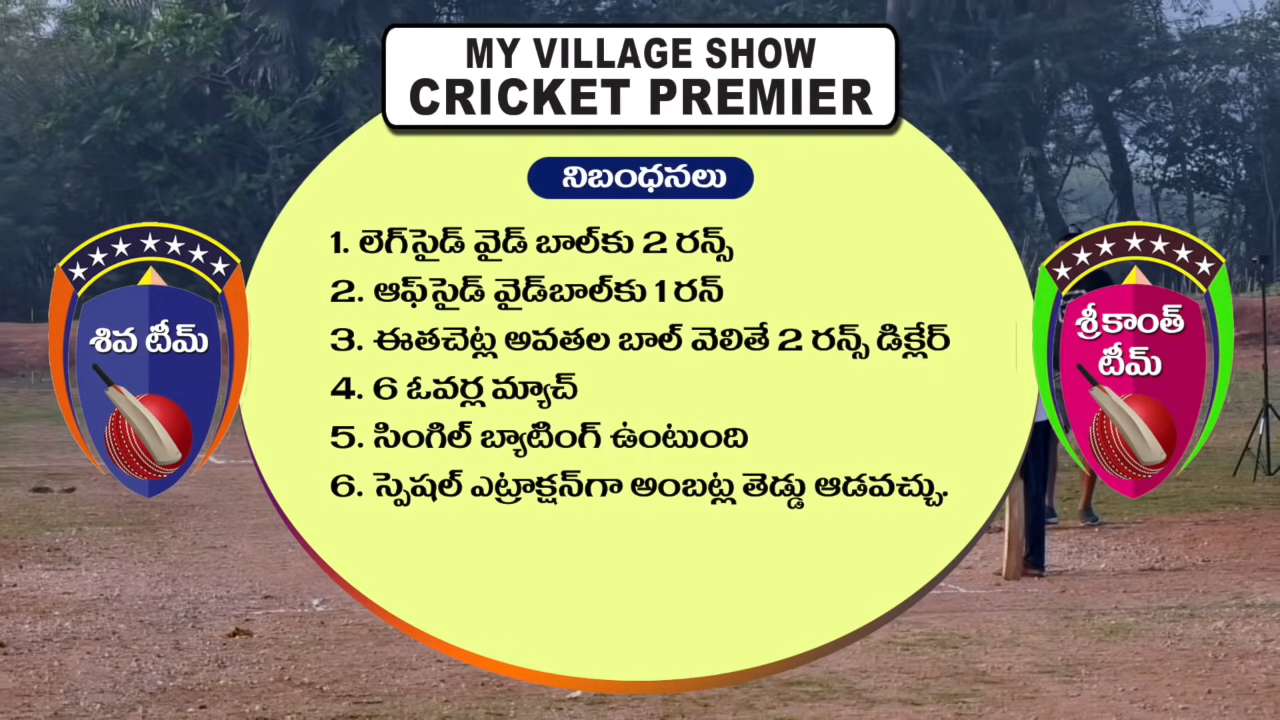 MY VILLAGE SHOW
CRICKET PREMIER
నిబంధనలు
1. లెగ్‌సైడ్ వైడ్ బాల్‌కు 2 రన్స్
2. ఆఫ్‌సైడ్ వైడ్‌బాల్‌కు 1 రన్
3. ఈతచెట్ల అవతల బాల్ వెలితే 2 రన్స్ డిక్లేర్
4. 6 ఓవర్ల మ్యాచ్
5. సింగిల్ బ్యాటింగ్ ఉంటుంది
6. స్పెషల్ ఎట్రాక్షన్‌గా అంబట్ల తెడ్డు ఆడవచ్చు.
శివ టీమ్
శ్రీకాంత్
టీమ్